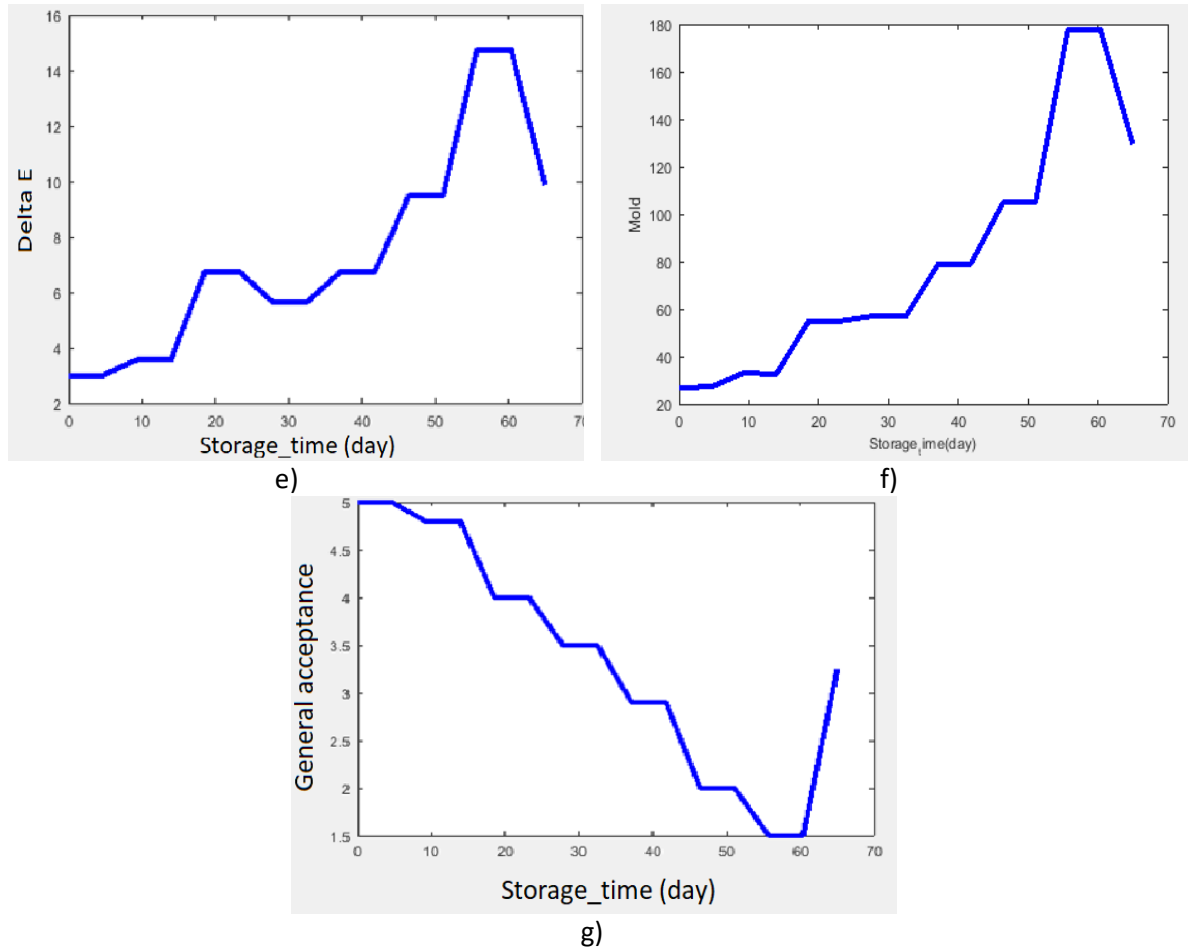 16
14
12
10
8
6
4
2
Delta E
0 10 20 30 40 50 60 70
Storage_time (day)
e)
180
160
140
120
100
80
60
40
20
Mold
0 10 20 30 40 50 60 70
Storage_time(day)
f)
5
4.5
4
3.5
3
2.5
2
1.5
General acceptance
0 10 20 30 40 50 60 70
Storage_time (day)
g)